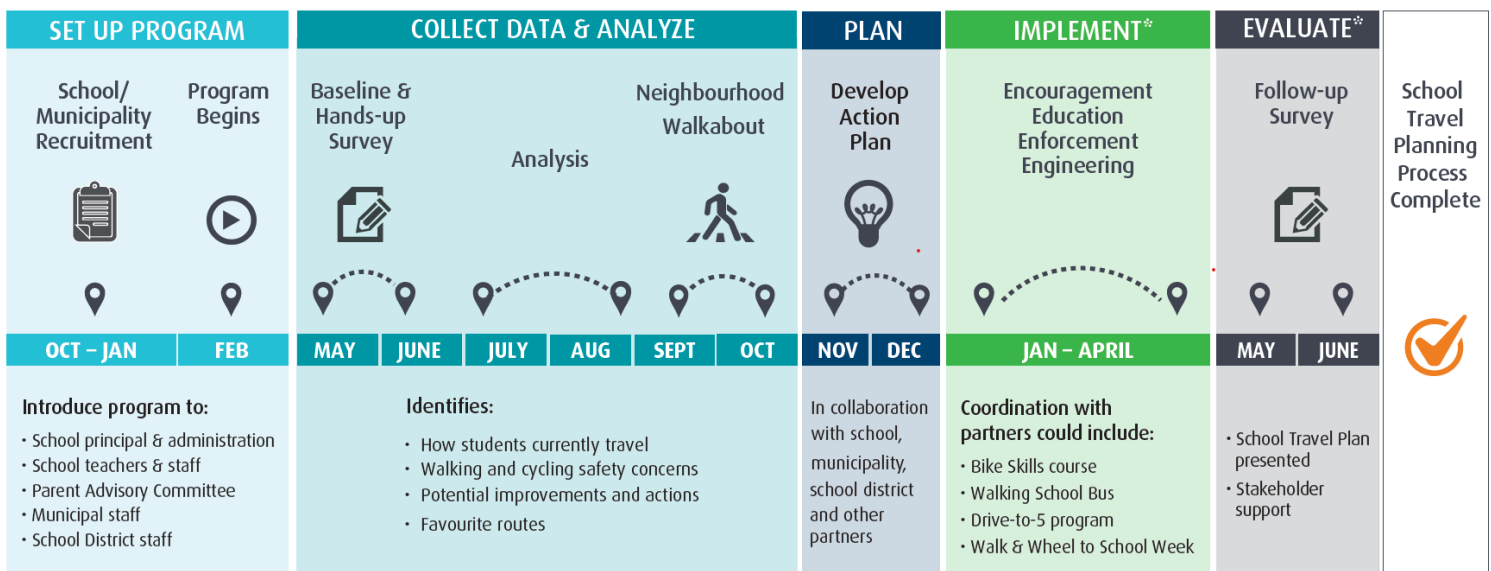 SET UP PROGRAM
School/
Municipality
Recruitment
Program
Begins
OCT – JAN
FEB
Introduce program to:
• School principal & administration
• School teachers & staff
• Parent Advisory Committee
• Municipal staff
• School District staff
COLLECT DATA & ANALYZE
Baseline &
Hands-up
Survey
Analysis
Neighbourhood
Walkabout
MAY
JUNE
JULY
AUG
SEPT
OCT
Identifies:
• How students currently travel
• Walking and cycling safety concerns
• Potential improvements and actions
• Favourite routes
PLAN
Develop
Action
Plan
NOV
DEC
In collaboration
with school,
municipality,
school district
and other
partners
IMPLEMENT*
Encouragement
Education
Enforcement
Engineering
JAN – APRIL
Coordination with
partners could include:
• Bike Skills course
• Walking School Bus
• Drive-to-5 program
• Walk & Wheel to School Week
EVALUATE*
Follow-up
Survey
MAY
JUNE
• School Travel Plan
presented
• Stakeholder
support
School
Travel
Planning
Process
Complete